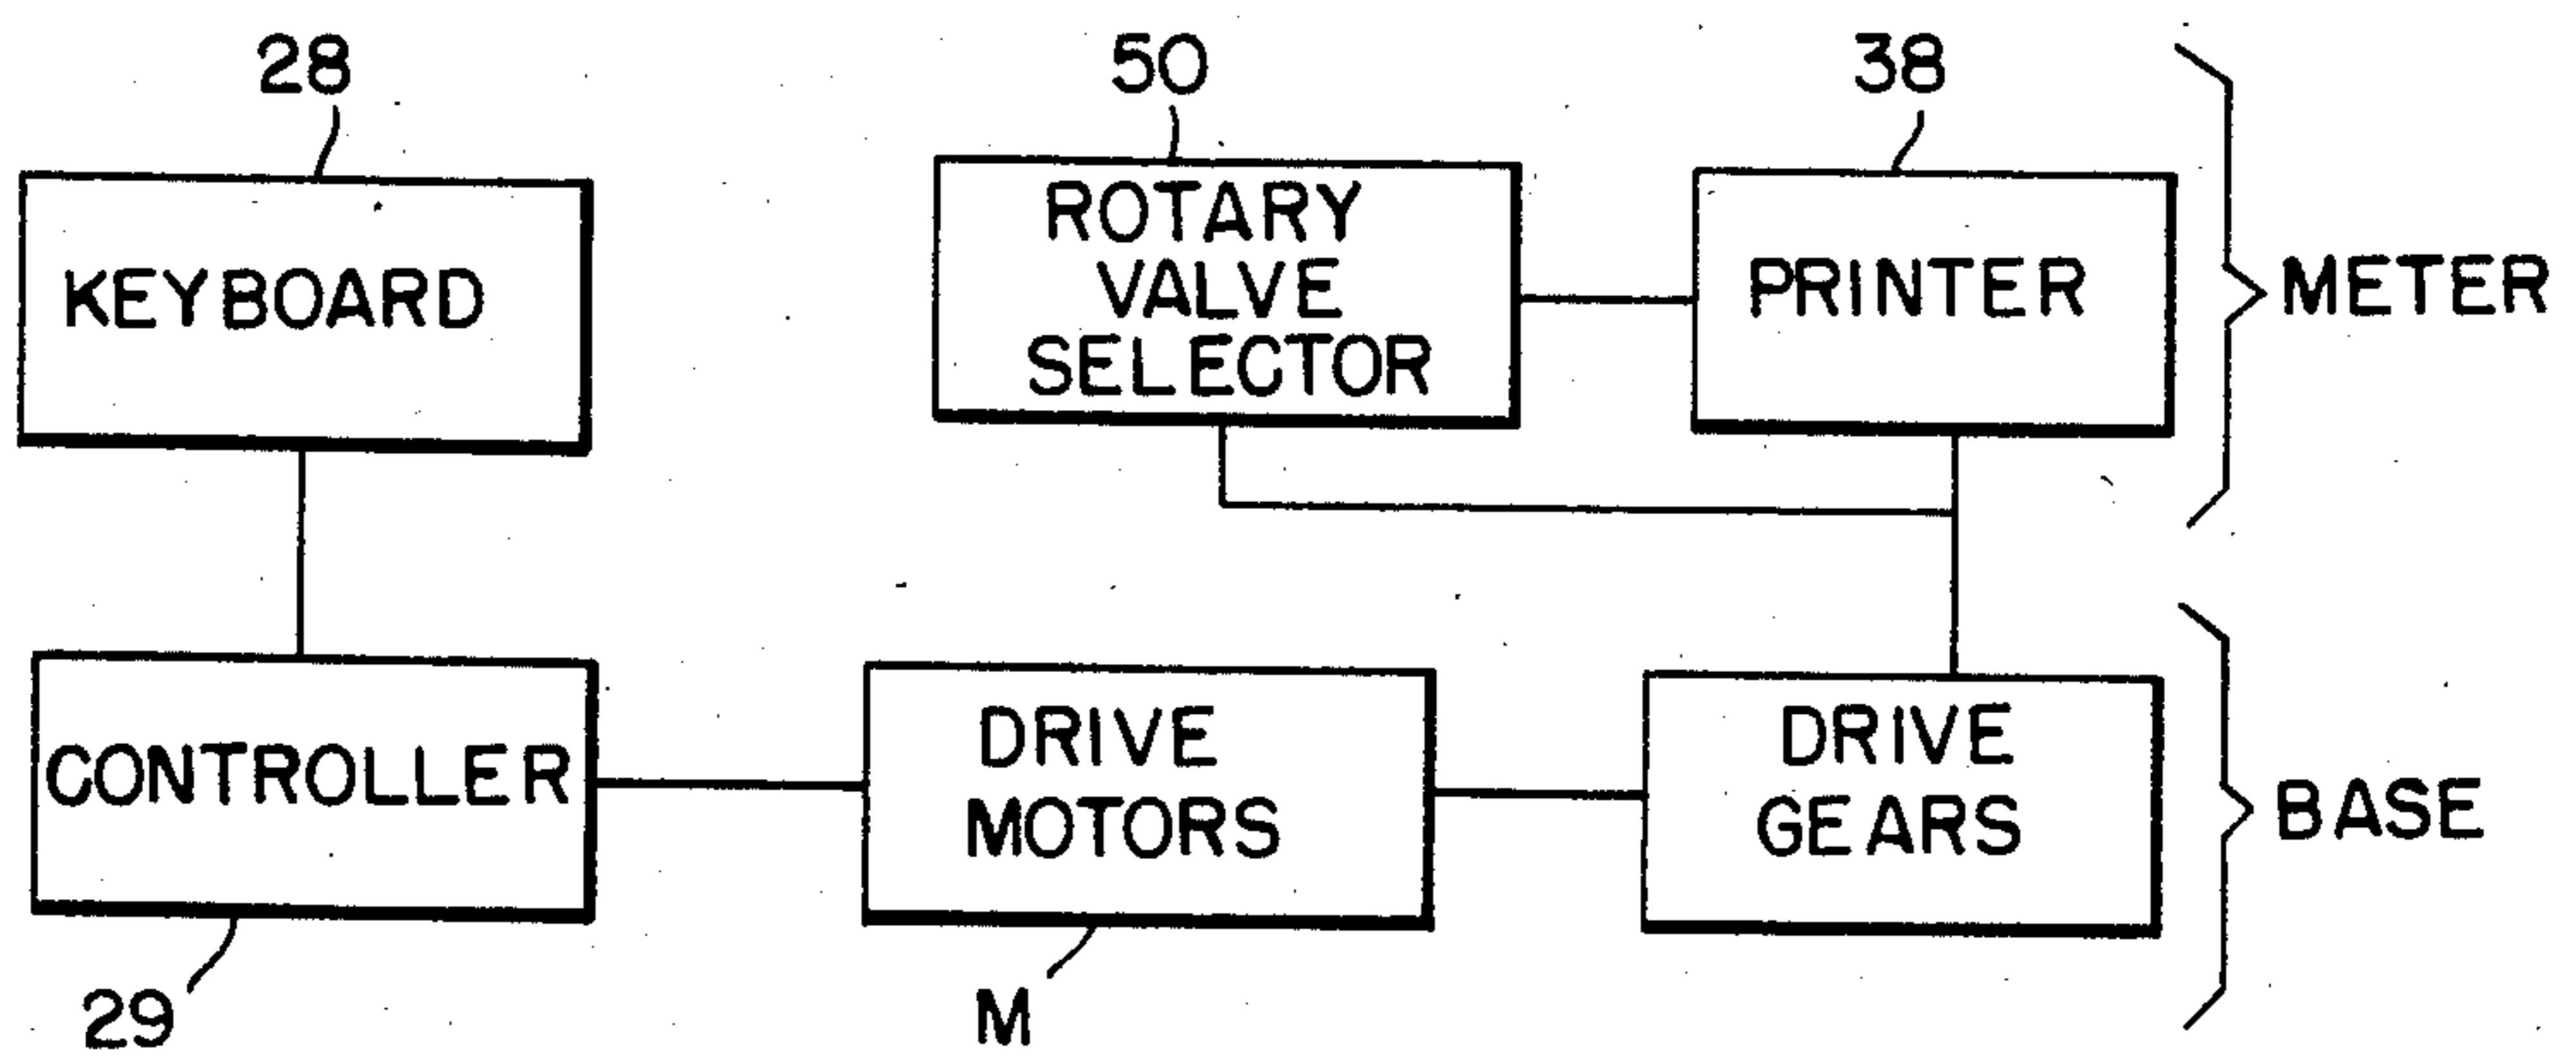 28
50
38
KEYBOARD
ROTARY
VALVE
SELECTOR
PRINTER
METER
CONTROLLER
DRIVE
MOTORS
DRIVE
GEARS
BASE
29
M